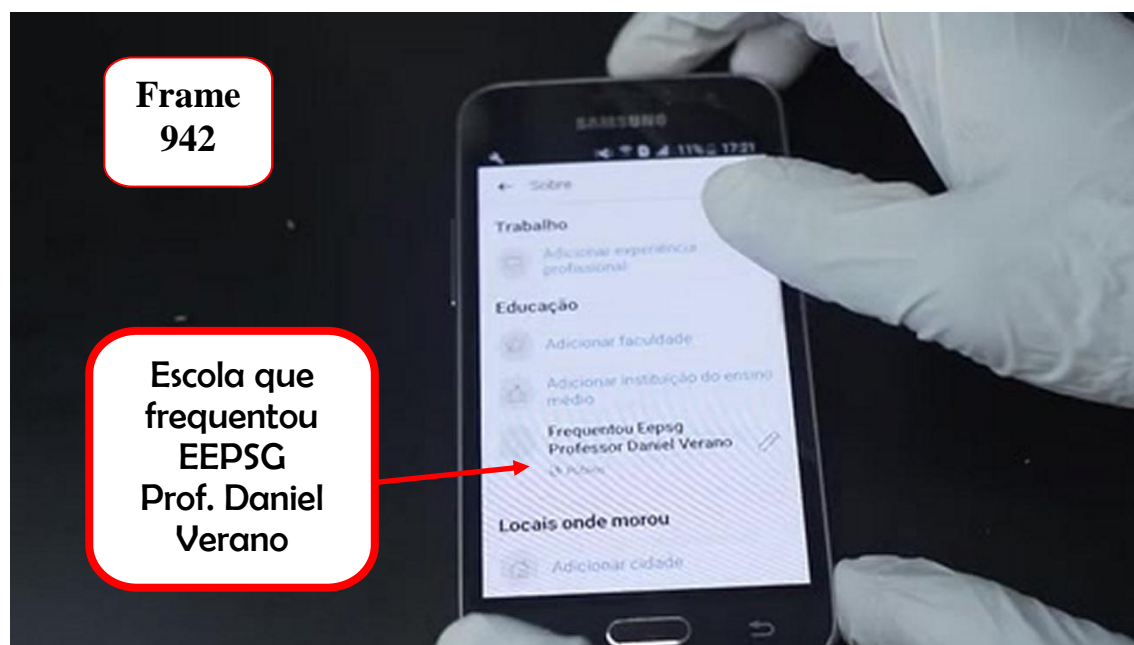 Frame
942
SAMSUNG
11% 17:21
← Sobre
Trabalho
Adicionar experiência
profissional
Educação
Adicionar faculdade
Adicionar instituição do ensino
médio
Frequentou Eepsg
Professor Daniel Verano
Público
Locais onde morou
Adicionar cidade
Escola que
frequentou
EEPSG
Prof. Daniel
Verano